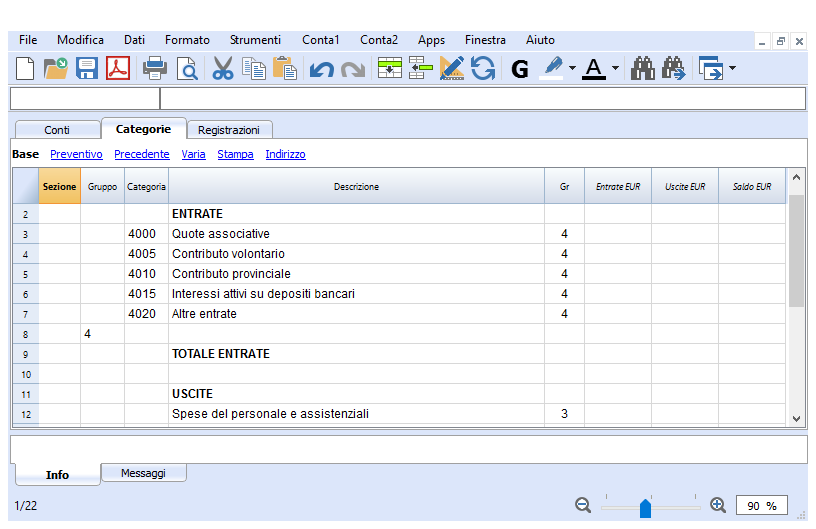 File Modifica Dati Formato Strumenti Conta1 Conta2 Apps Finestra Aiuto
G A
Conti Categorie Registrazioni
Base Preventivo Precedente Varia Stampa Indirizzo
Sezione Gruppo Categoria Descrizione Gr Entrate EUR Uscite EUR Saldo EUR
2 ENTRATE
3 4000 Quote associative 4
4 4005 Contributo volontario 4
5 4010 Contributo provinciale 4
6 4015 Interessi attivi su depositi bancari 4
7 4020 Altre entrate 4
8 4
9 TOTALE ENTRATE
10
11 USCITE
12 Spese del personale e assistenziali 3
Info Messaggi
1/22 90 %